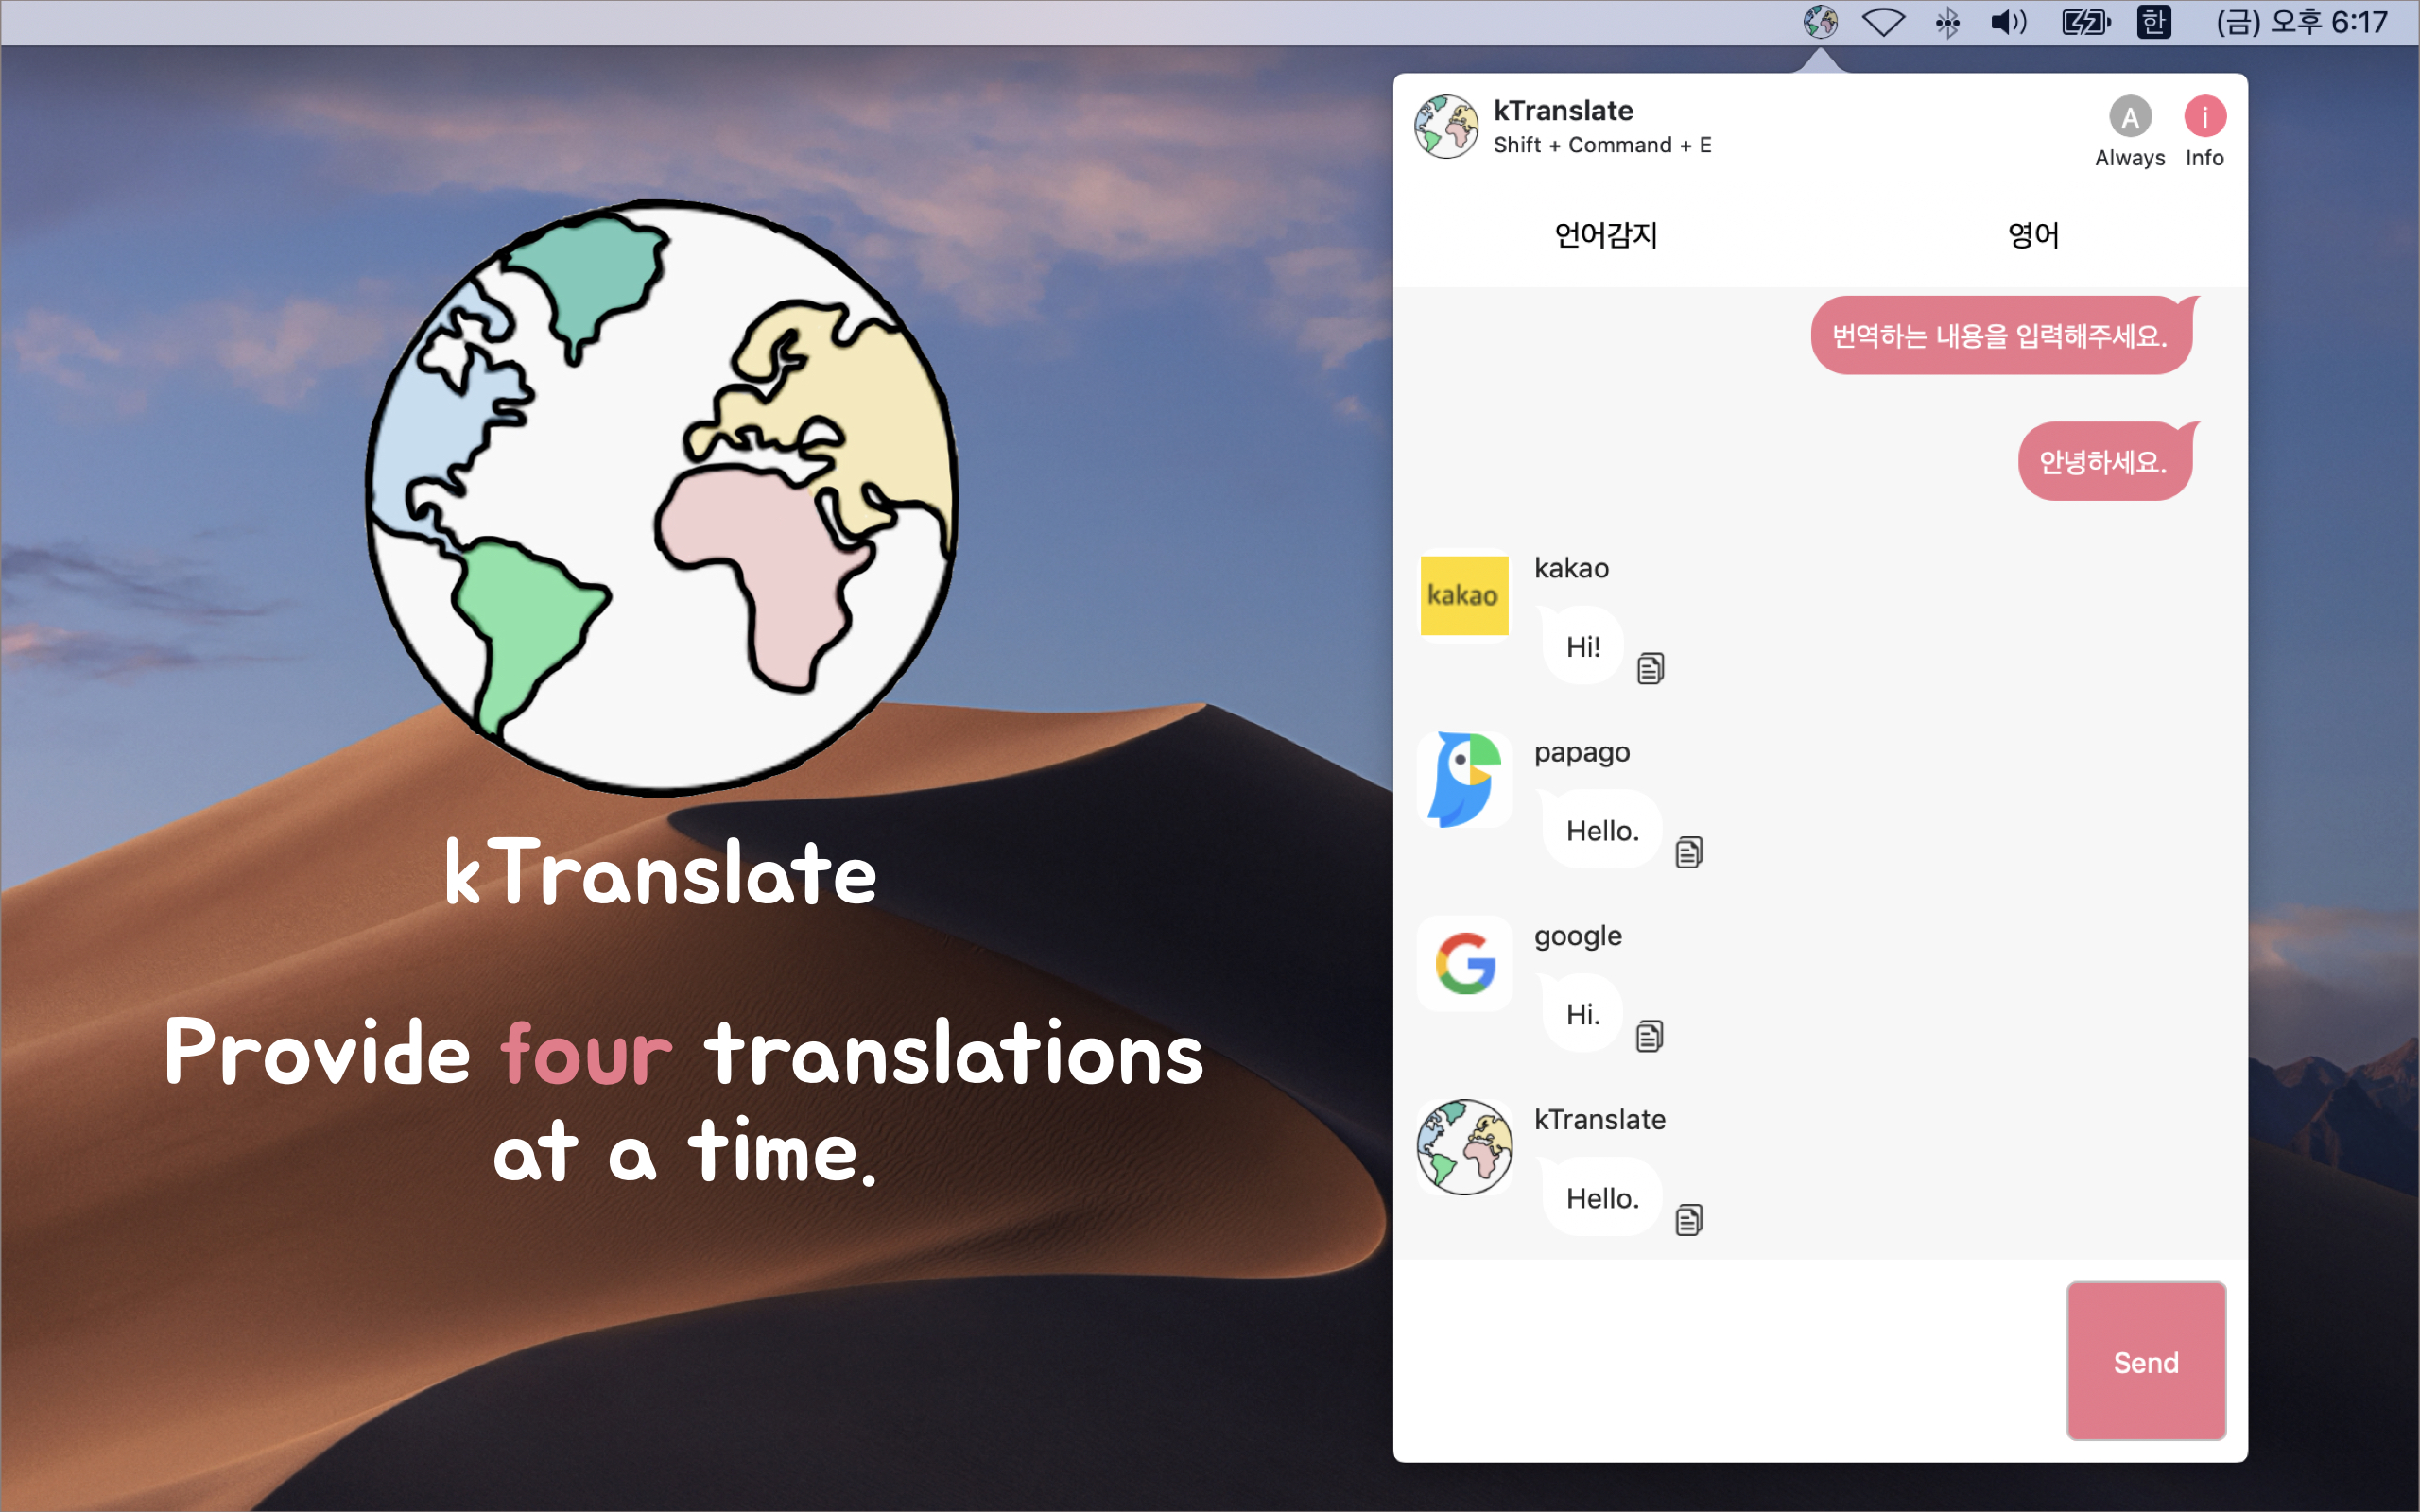 한
(금) 오후 6:17
kTranslate
Shift + Command + E
A
Always
i
Info
언어감지
영어
번역하는 내용을 입력해주세요.
안녕하세요.
kakao
kakao
Hi!
papago
Hello.
google
G
Hi.
kTranslate
Hello.
Send
kTranslate
Provide four translations
at a time.